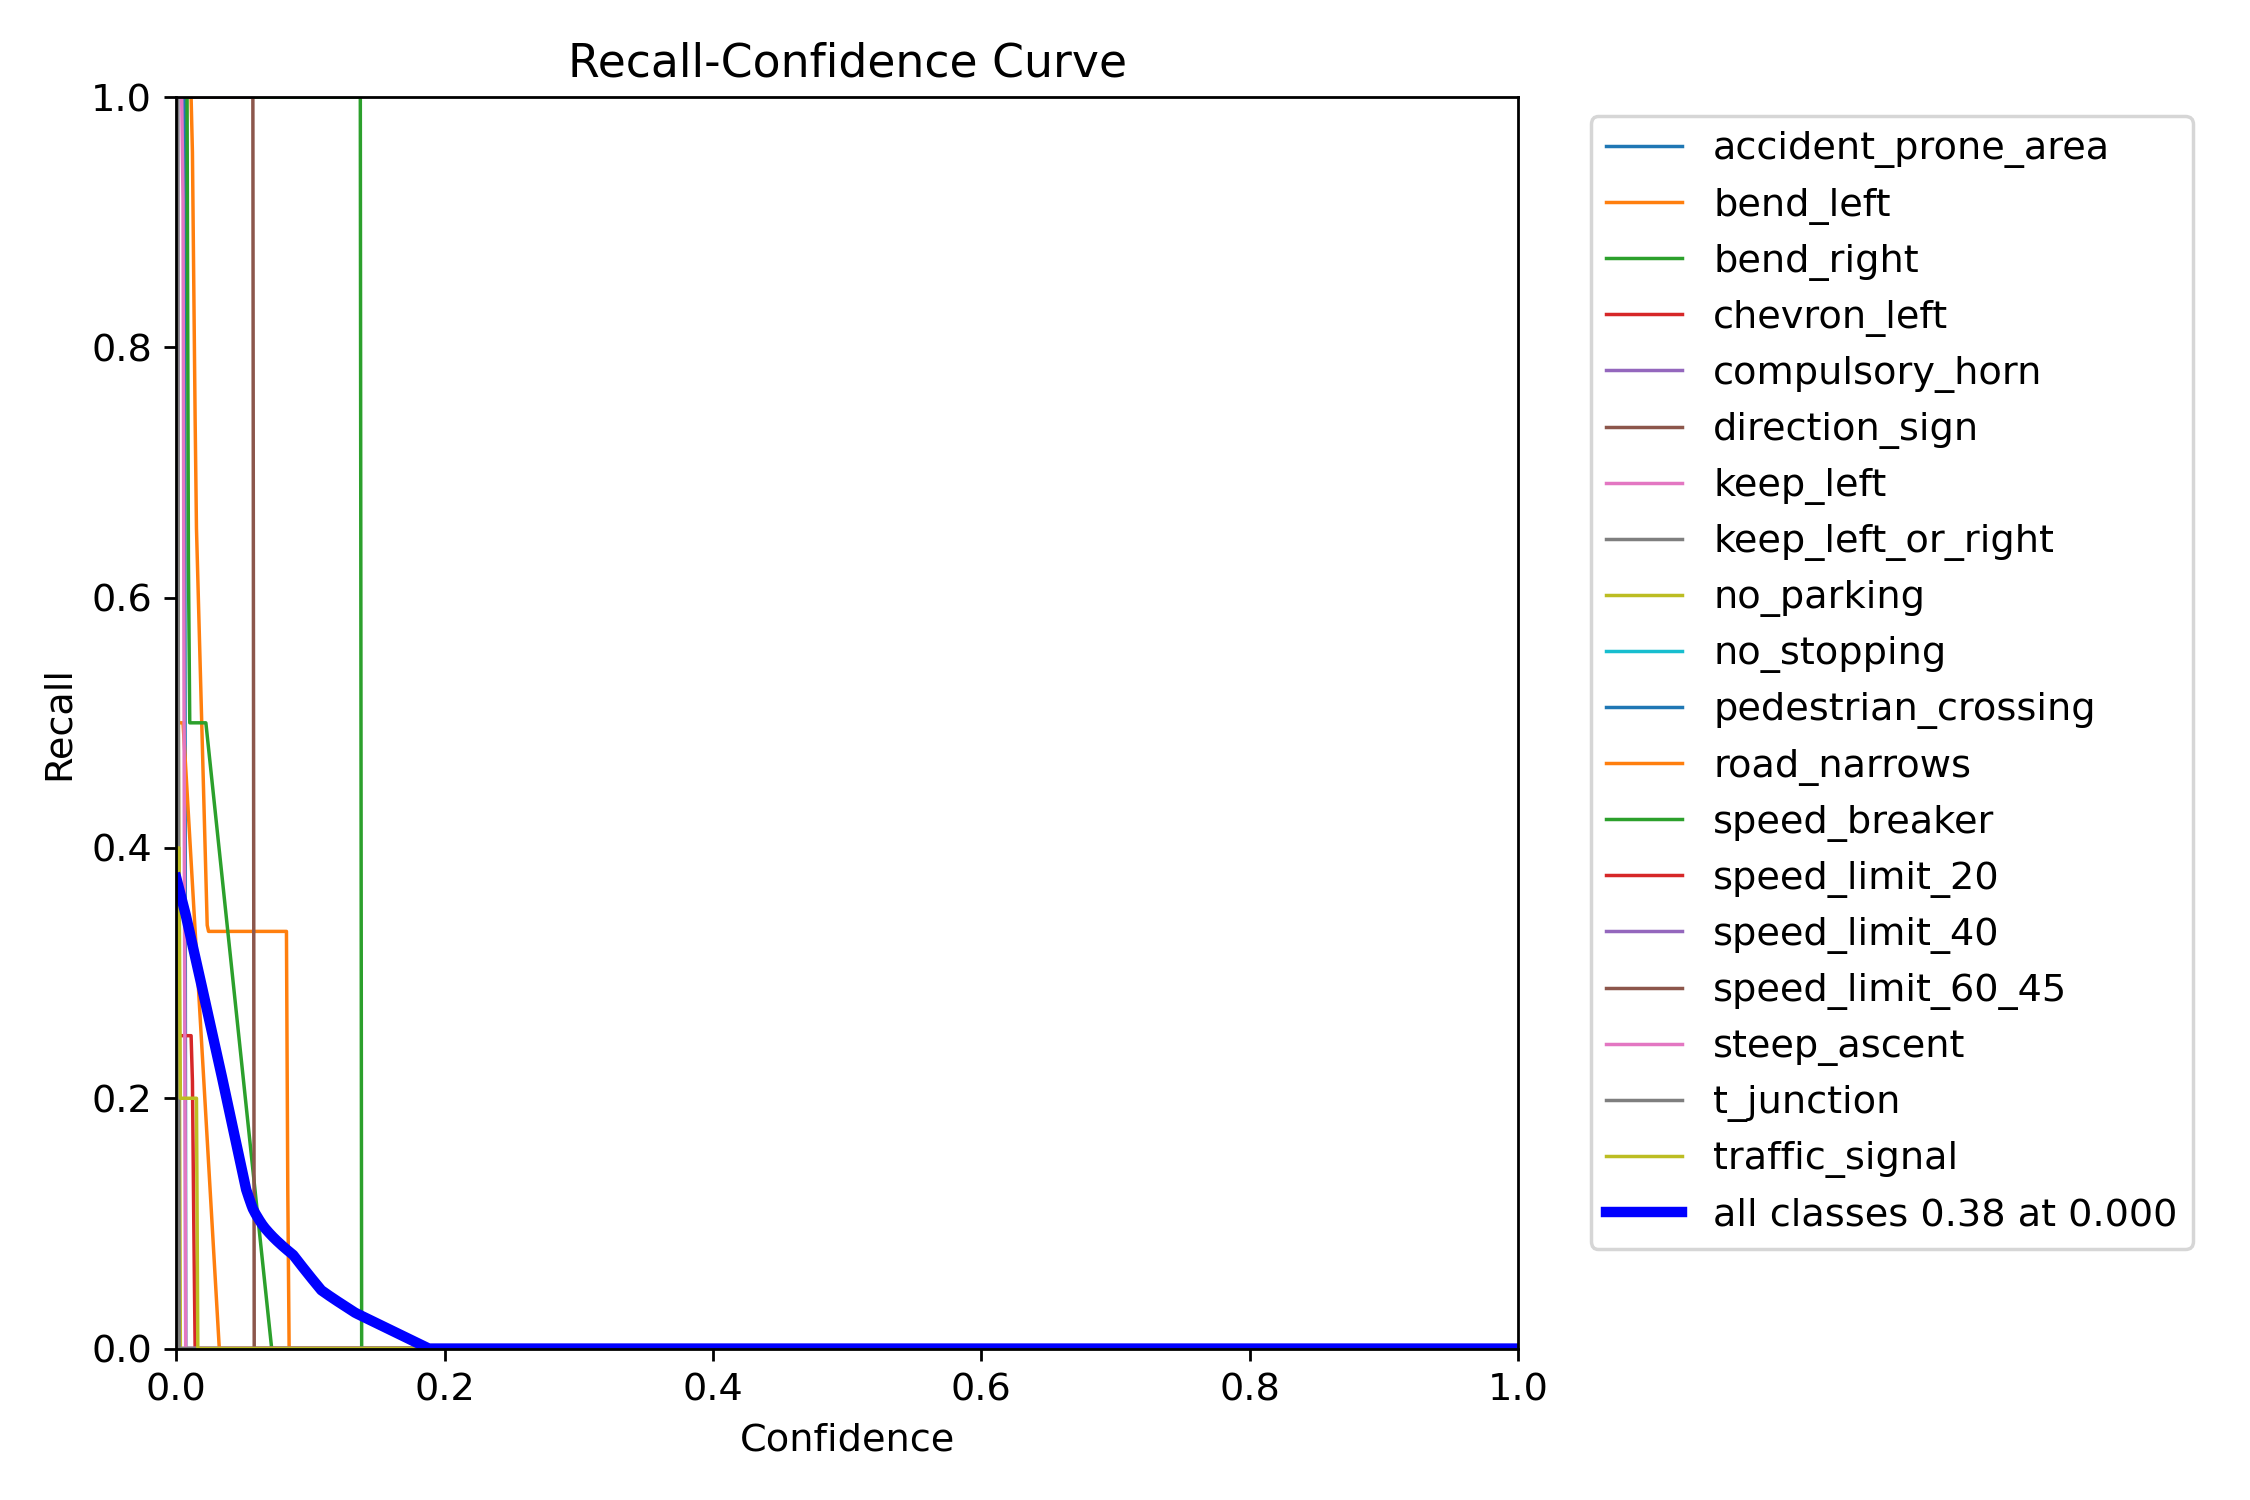 Recall-Confidence Curve
1.0
0.8
0.6
0.4
0.2
0.0
Recall
0.0 0.2 0.4 0.6 0.8 1.0
Confidence
accident_prone_area
bend_left
bend_right
chevron_left
compulsory_horn
direction_sign
keep_left
keep_left_or_right
no_parking
no_stopping
pedestrian_crossing
road_narrows
speed_breaker
speed_limit_20
speed_limit_40
speed_limit_60_45
steep_ascent
t_junction
traffic_signal
all classes 0.38 at 0.000